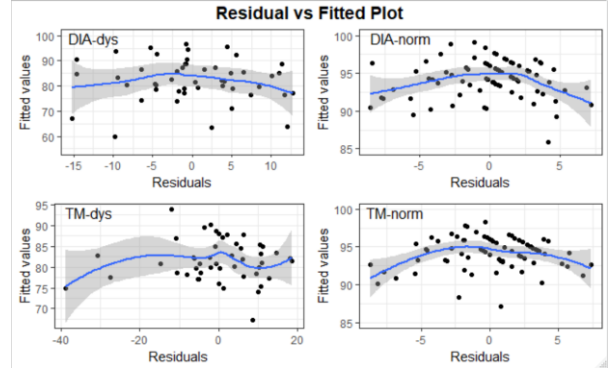 Residual vs Fitted Plot
DIA-dys
DIA-norm
Fitted values
100
90
80
70
60
-15
-10
-5
0
5
10
Residuals
Fitted values
100
95
90
85
-5
0
5
Residuals
TM-dys
TM-norm
Fitted values
95
90
85
80
75
70
-40
-20
0
20
Residuals
Fitted values
100
95
90
85
-5
0
5
Residuals